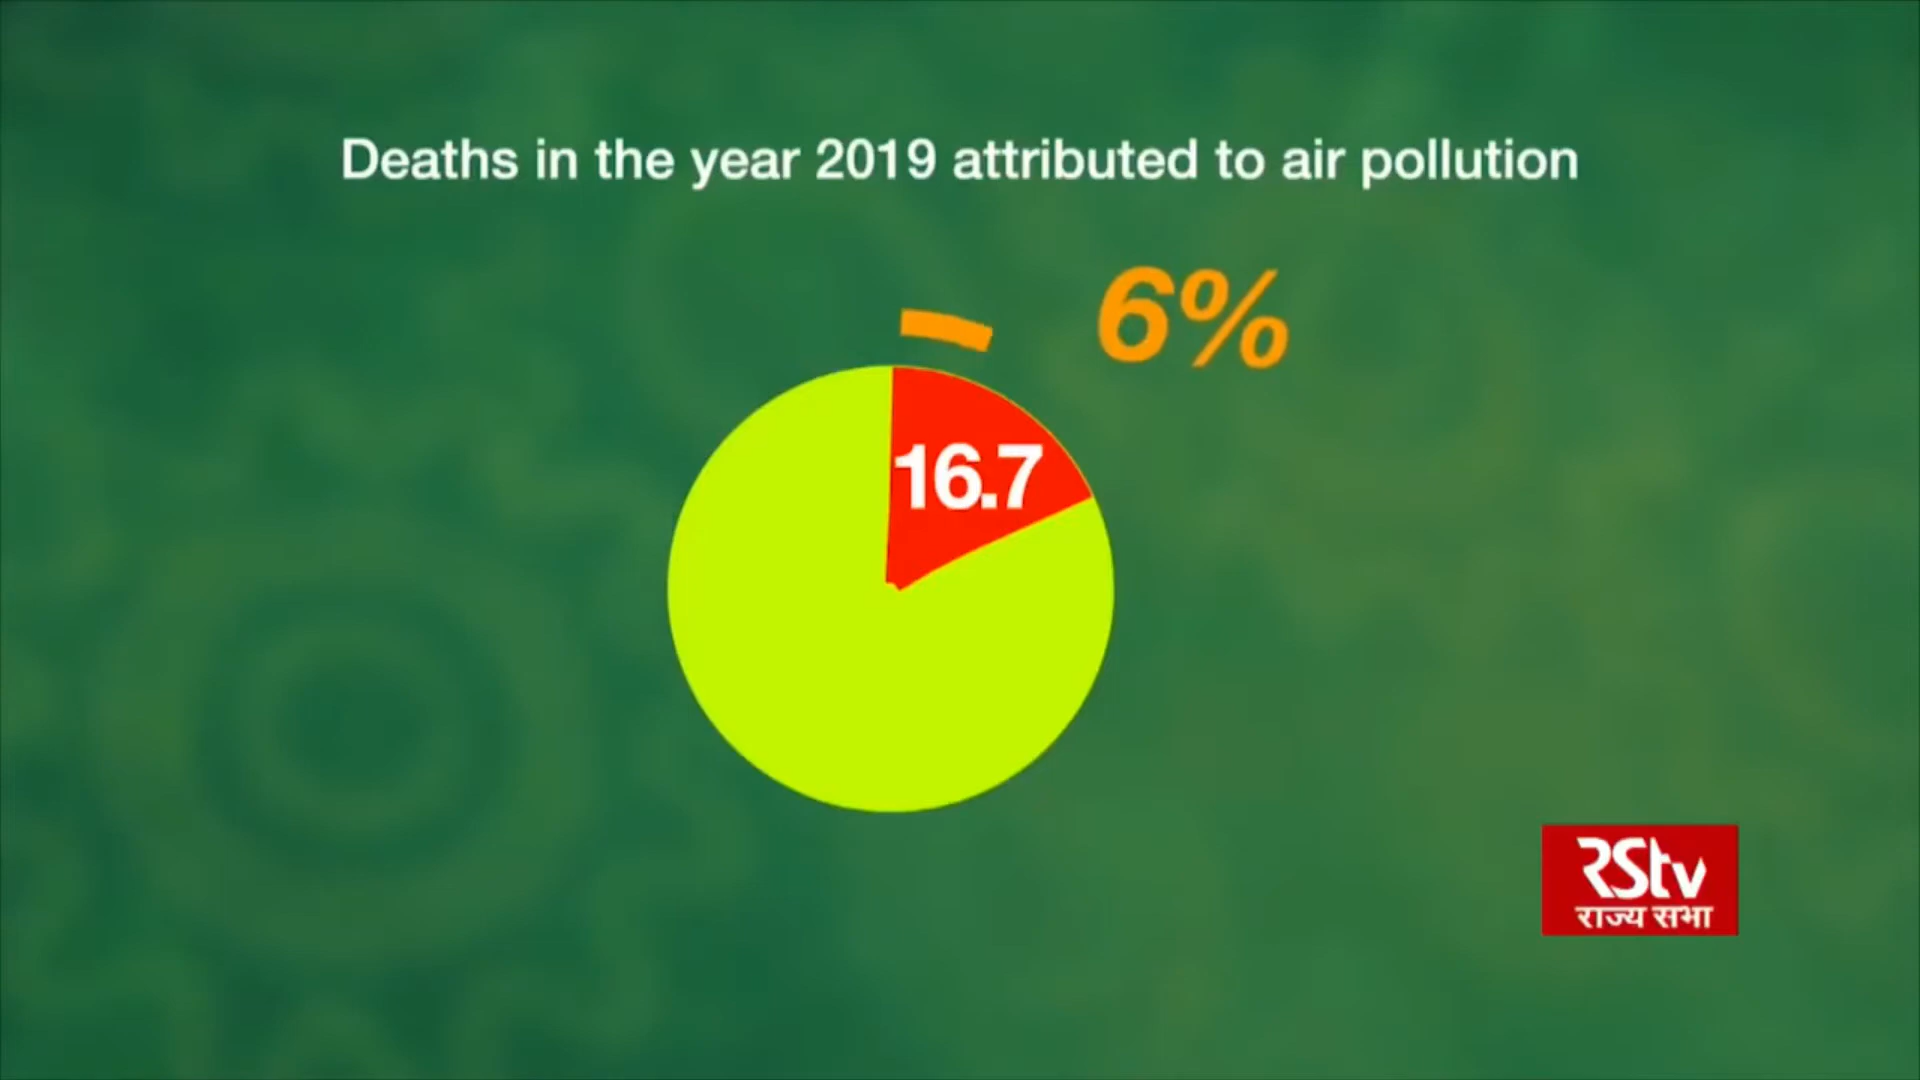 Deaths in the year 2019 attributed to air pollution
6%
16.7
RStv
राज्य सभा